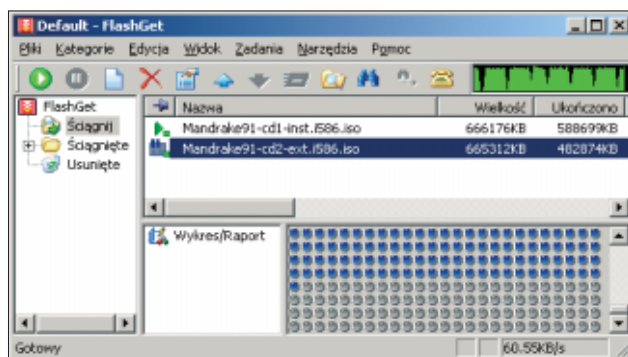 Default - FlashGet
Pliki Kategorie Edycja Widok Zadania Narzędzia Pomoc
FlashGet
Ściągnij
Ściągnięte
Usunięte
Nazwa Wielkość Ukończono
Mandrake91-cd1-inst.i586.iso 666176KB 588699KB
Mandrake91-cd2-ext.i586.iso 665312KB 482874KB
Wykres/Raport
Gotowy 60.55KB/s